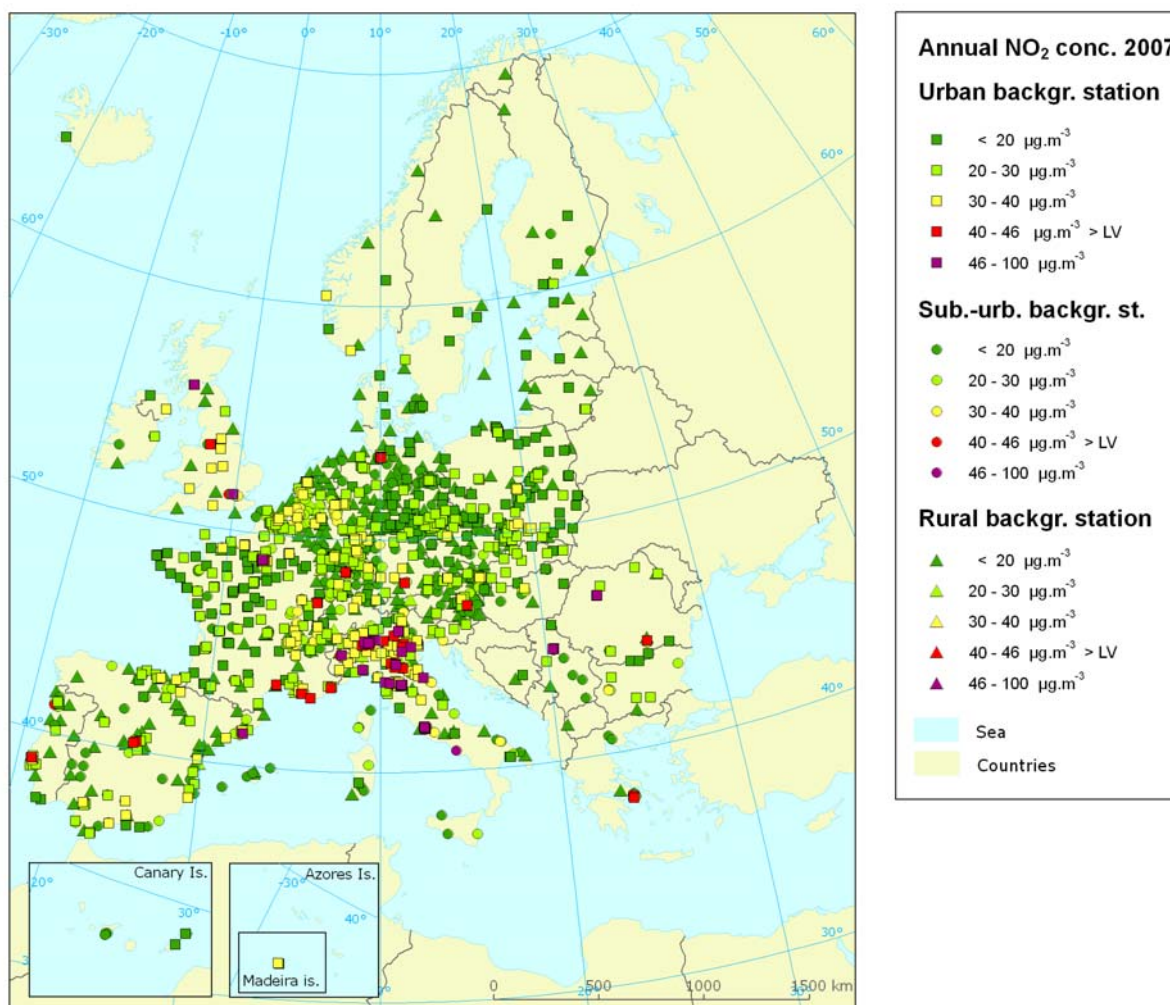 -30°
-20°
-10°
0°
10°
20°
30°
40°
50°
60°
60°
60°
50°
50°
40°
40°
30°
Canary Is.
20°
30°
Azores Is.
-30°
40°
Madeira is.
0°
0
500
1000
1500 km
Annual NO₂ conc. 2007
Urban backgr. station
< 20 µg.m⁻³
20 - 30 µg.m⁻³
30 - 40 µg.m⁻³
40 - 46 µg.m⁻³ > LV
46 - 100 µg.m⁻³
Sub.-urb. backgr. st.
< 20 µg.m⁻³
20 - 30 µg.m⁻³
30 - 40 µg.m⁻³
40 - 46 µg.m⁻³ > LV
46 - 100 µg.m⁻³
Rural backgr. station
< 20 µg.m⁻³
20 - 30 µg.m⁻³
30 - 40 µg.m⁻³
40 - 46 µg.m⁻³ > LV
46 - 100 µg.m⁻³
Sea
Countries